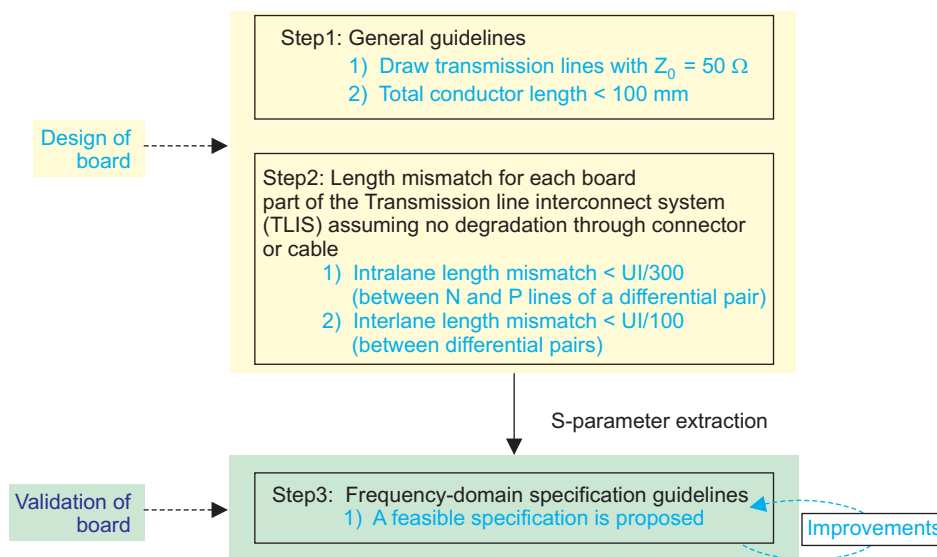 Step1: General guidelines
1) Draw transmission lines with Z0 = 50 Ω
2) Total conductor length < 100 mm
Design of
board
Step2: Length mismatch for each board
part of the Transmission line interconnect system
(TLIS) assuming no degradation through connector
or cable
1) Intralane length mismatch < UI/300
(between N and P lines of a differential pair)
2) Interlane length mismatch < UI/100
(between differential pairs)
S-parameter extraction
Validation of
board
Step3: Frequency-domain specification guidelines
1) A feasible specification is proposed
Improvements